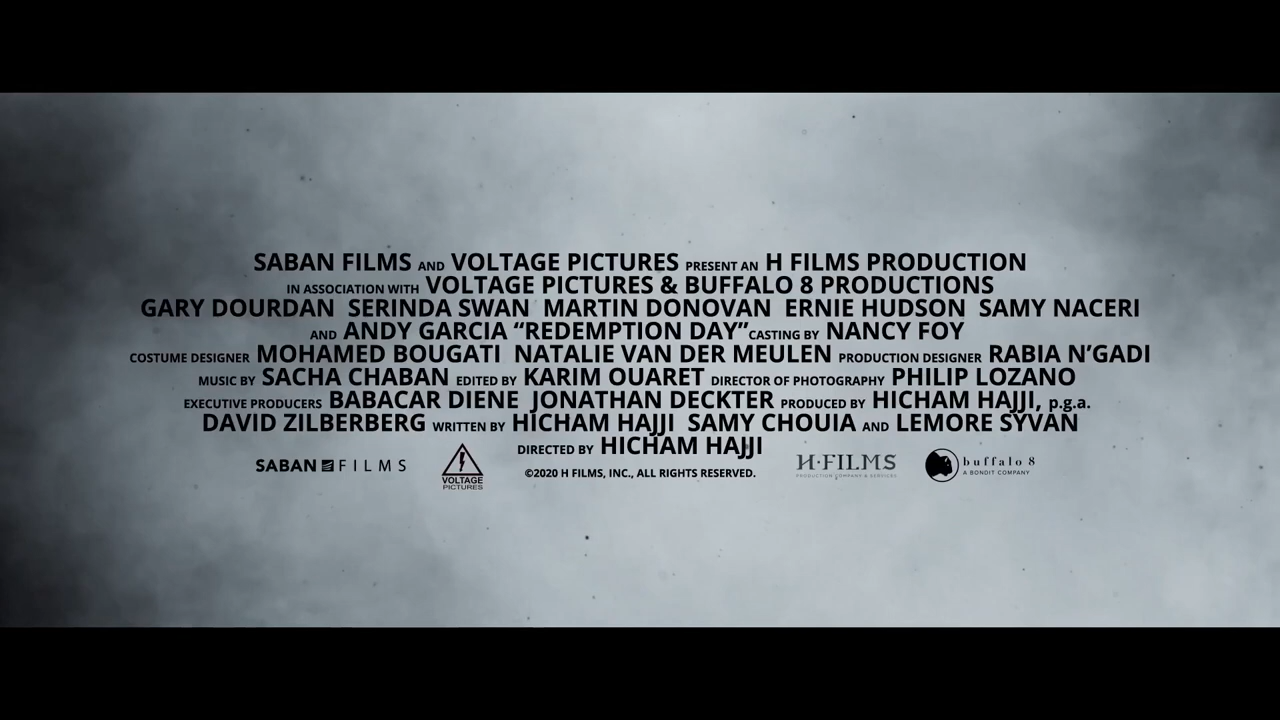 SABAN FILMS AND VOLTAGE PICTURES PRESENT AN H FILMS PRODUCTION
IN ASSOCIATION WITH VOLTAGE PICTURES & BUFFALO 8 PRODUCTIONS
GARY DOURDAN SERINDA SWAN MARTIN DONOVAN ERNIE HUDSON SAMY NACERI
AND ANDY GARCIA “REDEMPTION DAY” CASTING BY NANCY FOY
COSTUME DESIGNER MOHAMED BOUGATI NATALIE VAN DER MEULEN PRODUCTION DESIGNER RABIA N’GADI
MUSIC BY SACHA CHABAN EDITED BY KARIM OUARET DIRECTOR OF PHOTOGRAPHY PHILIP LOZANO
EXECUTIVE PRODUCERS BABACAR DIENE JONATHAN DECKTER PRODUCED BY HICHAM HAJJI, p.g.a.
DAVID ZILBERBERG WRITTEN BY HICHAM HAJJI SAMY CHOUIA AND LEMORE SYVAN
DIRECTED BY HICHAM HAJJI
SABAN FILMS
VOLTAGE
PICTURES
©2020 H FILMS, INC., ALL RIGHTS RESERVED.
H·FILMS
PRODUCTION COMPANY & SERVICES
buffalo 8
A BONDIT COMPANY